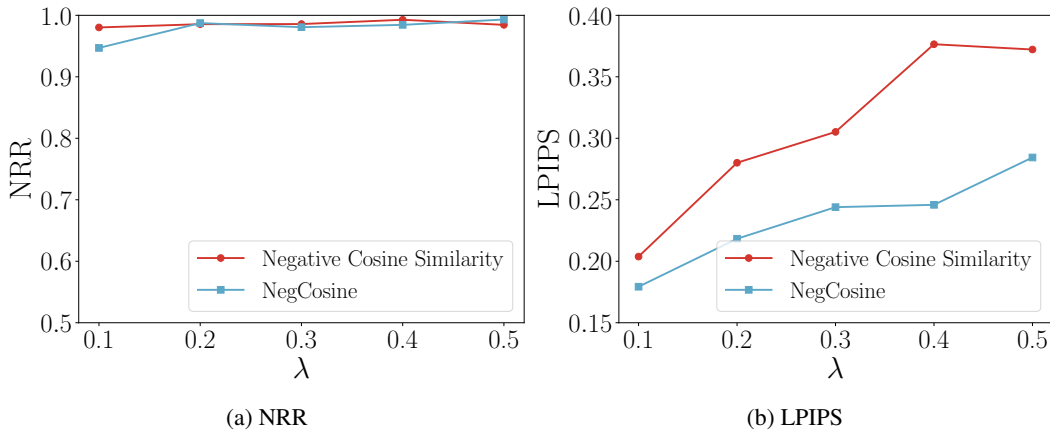 1.0
0.9
0.8
0.7
0.6
0.5
NRR
0.1 0.2 0.3 0.4 0.5
λ
Negative Cosine Similarity
NegCosine
(a) NRR
0.40
0.35
0.30
0.25
0.20
0.15
LPIPS
0.1 0.2 0.3 0.4 0.5
λ
Negative Cosine Similarity
NegCosine
(b) LPIPS